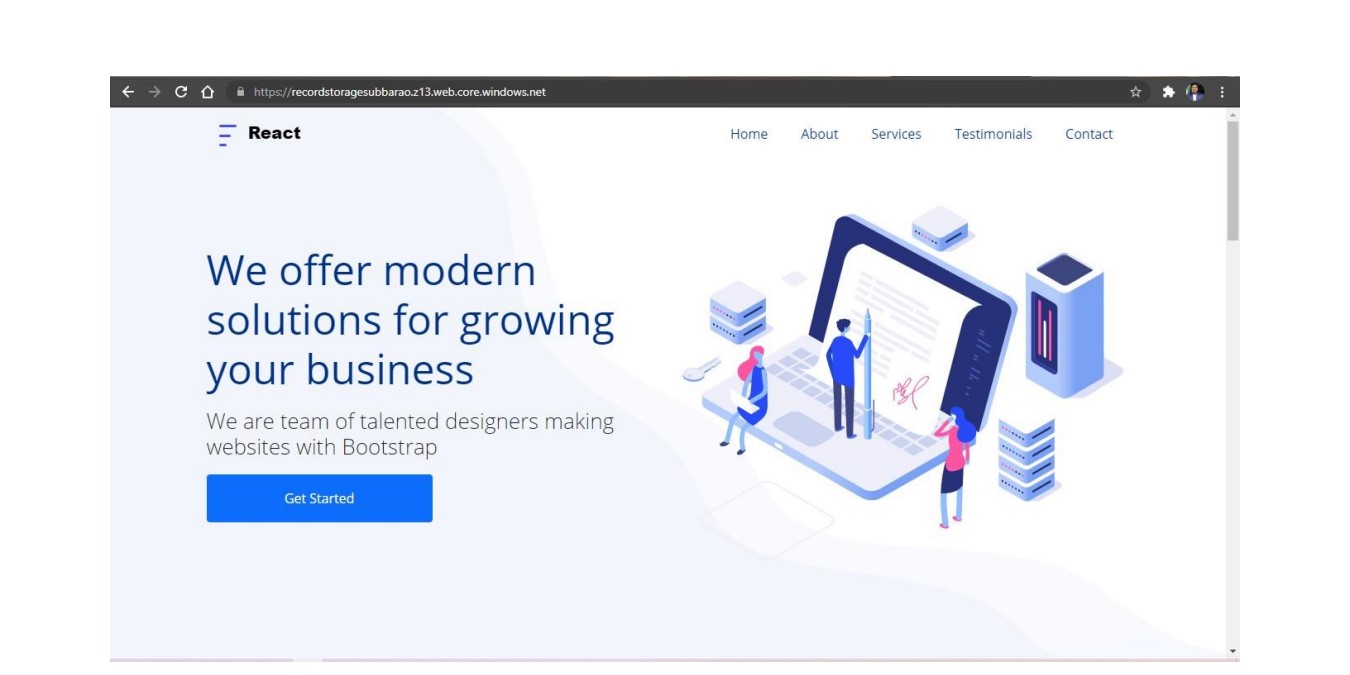 https://recordstoragesubbarao.z13.web.core.windows.net
React
Home About Services Testimonials Contact
We offer modern
solutions for growing
your business
We are team of talented designers making
websites with Bootstrap
Get Started